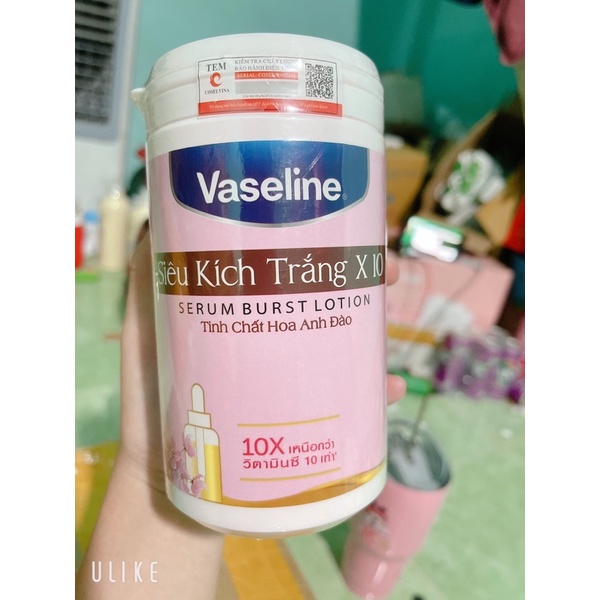 TEM
COSHEVINA
Vaseline
Siêu Kích Trắng X 10
SERUM BURST LOTION
Tinh Chất Hoa Anh Đào
10X เหนือกว่า
วิตามินซี 10 เท่า*
ULIKE